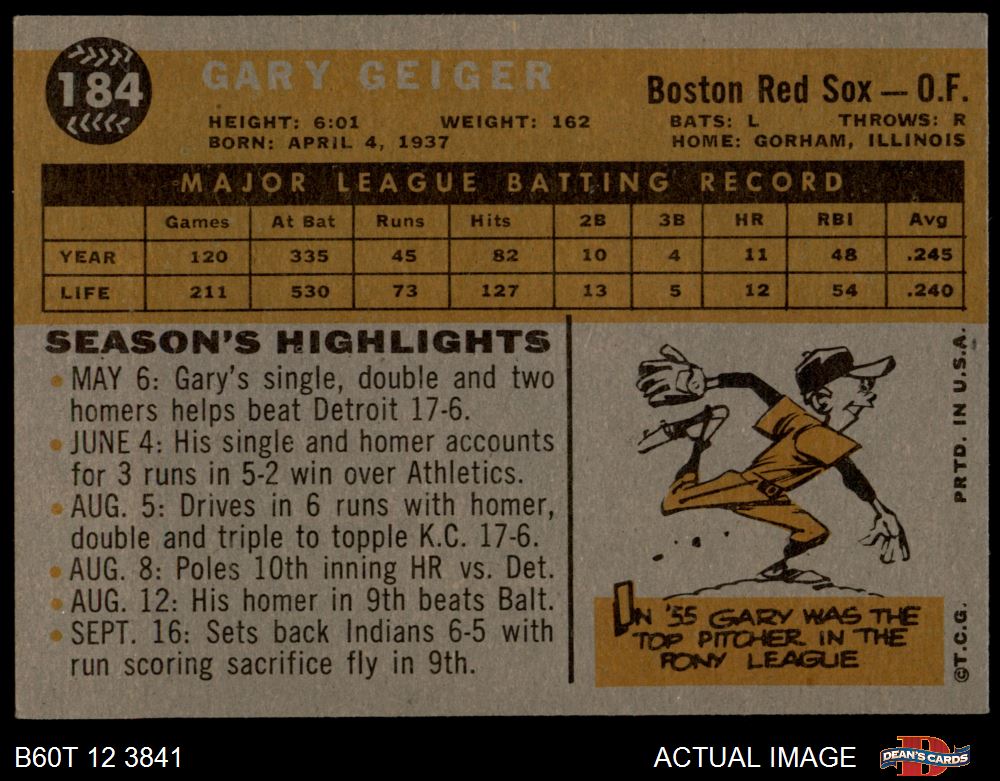 184
GARY GEIGER
Boston Red Sox — O.F.
HEIGHT: 6:01 WEIGHT: 162 BATS: L THROWS: R
BORN: APRIL 4, 1937 HOME: GORHAM, ILLINOIS
MAJOR LEAGUE BATTING RECORD
Games At Bat Runs Hits 2B 3B HR RBI Avg
YEAR 120 335 45 82 10 4 11 48 .245
LIFE 211 530 73 127 13 5 12 54 .240
SEASON'S HIGHLIGHTS
• MAY 6: Gary's single, double and two
homers helps beat Detroit 17-6.
• JUNE 4: His single and homer accounts
for 3 runs in 5-2 win over Athletics.
• AUG. 5: Drives in 6 runs with homer,
double and triple to topple K.C. 17-6.
• AUG. 8: Poles 10th inning HR vs. Det.
• AUG. 12: His homer in 9th beats Balt.
• SEPT. 16: Sets back Indians 6-5 with
run scoring sacrifice fly in 9th.
IN '55 GARY WAS THE
TOP PITCHER IN THE
PONY LEAGUE
©T.C.G. PRTD. IN U.S.A.
B60T 12 3841
ACTUAL IMAGE
D
DEAN'S CARDS